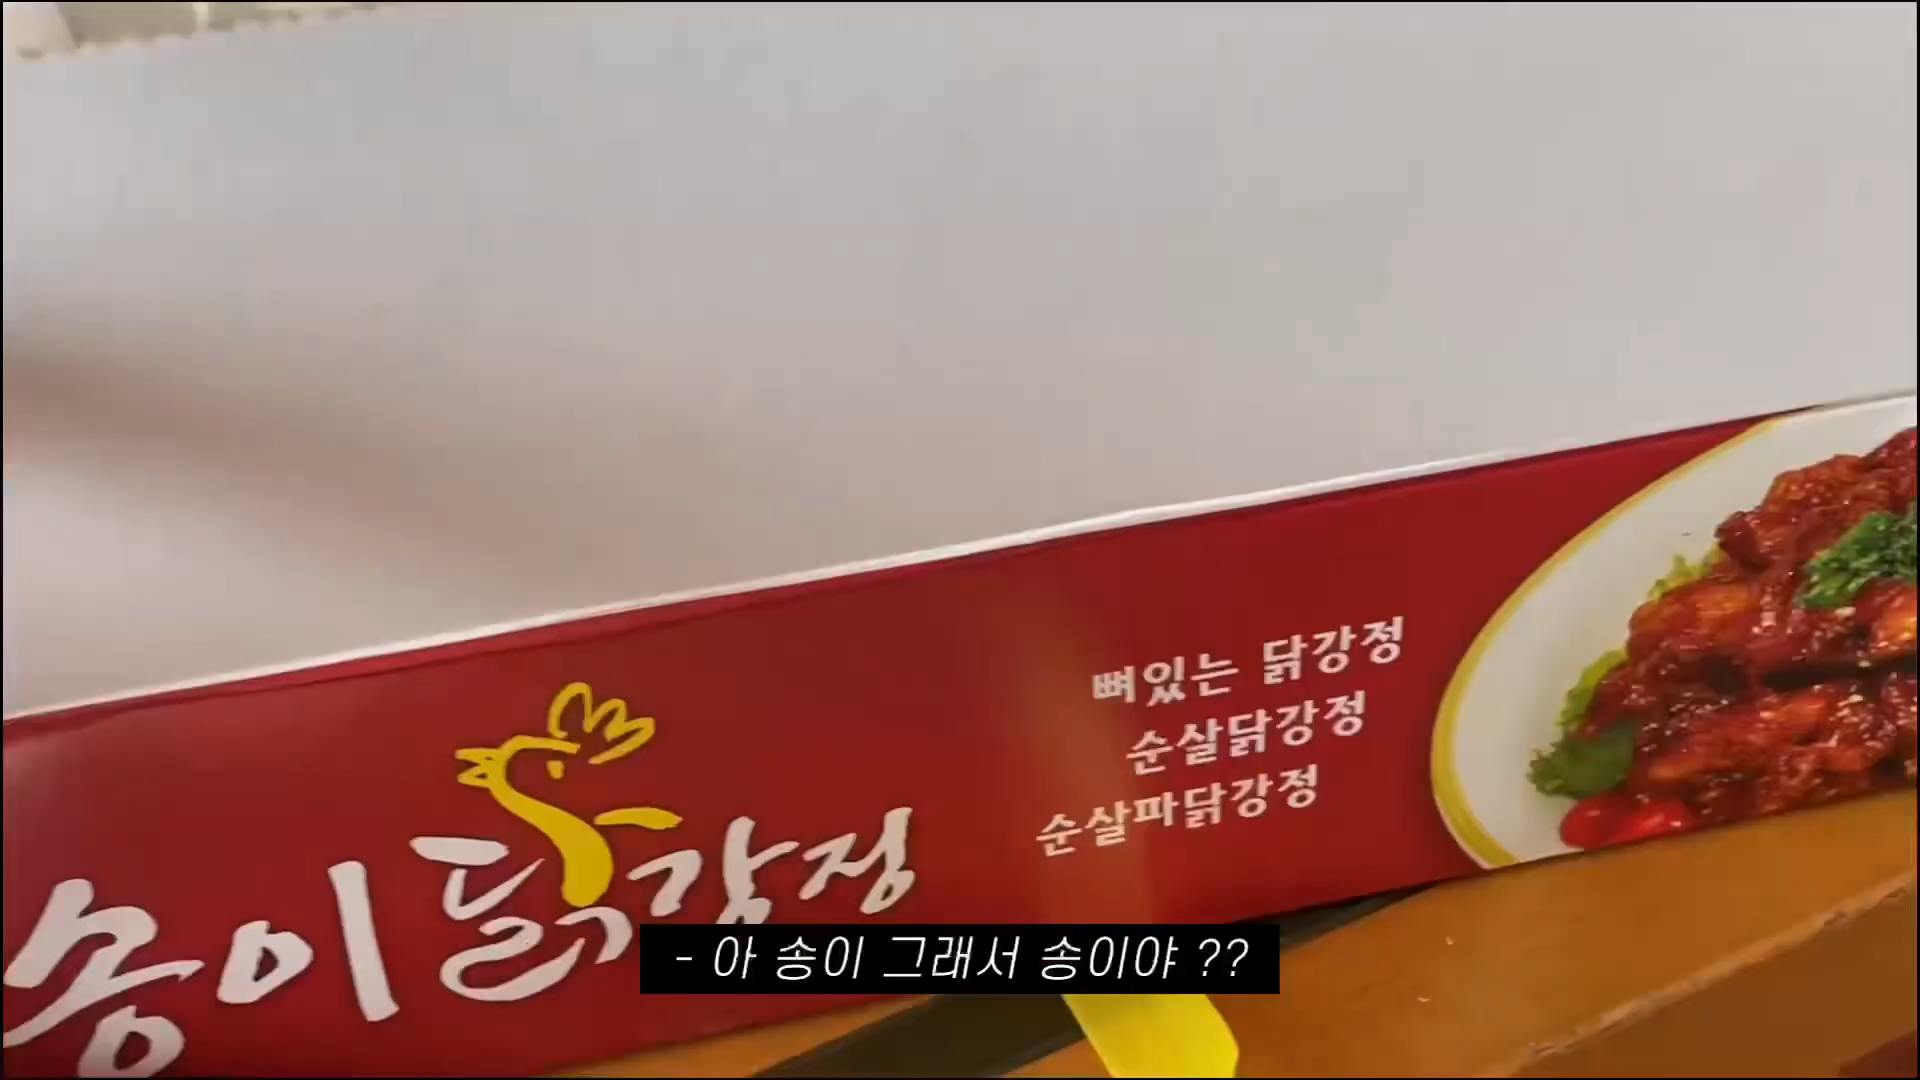 송이닭강정
뼈있는 닭강정
순살닭강정
순살파닭강정
- 아 송이 그래서 송이야 ??